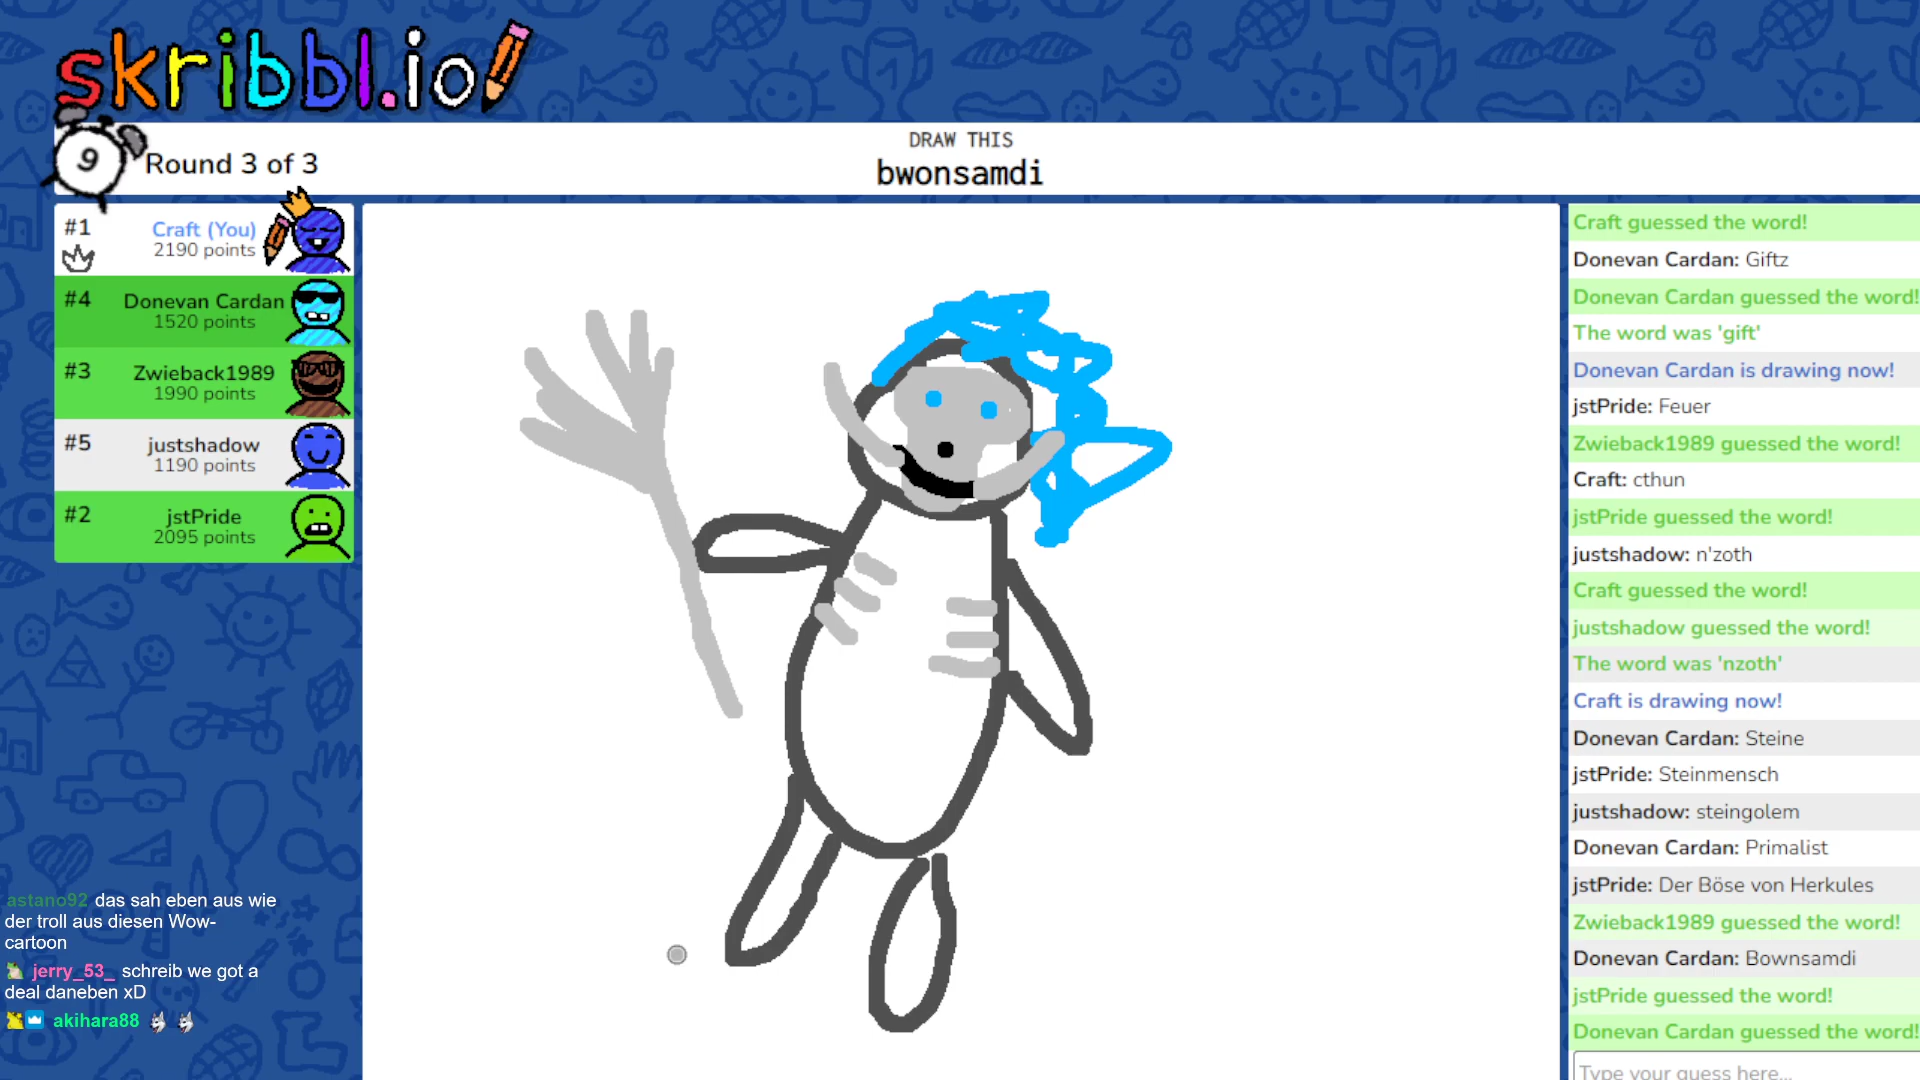 skribbl.io
9
Round 3 of 3
DRAW THIS
bwonsamdi
#1
Craft (You)
2190 points
#4
Donevan Cardan
1520 points
#3
Zwieback1989
1990 points
#5
justshadow
1190 points
#2
jstPride
2095 points
astano92 das sah eben aus wie
der troll aus diesen Wow-
cartoon
jerry_53_ schreib we got a
deal daneben xD
akihara88
Craft guessed the word!
Donevan Cardan: Giftz
Donevan Cardan guessed the word!
The word was 'gift'
Donevan Cardan is drawing now!
jstPride: Feuer
Zwieback1989 guessed the word!
Craft: cthun
jstPride guessed the word!
justshadow: n'zoth
Craft guessed the word!
justshadow guessed the word!
The word was 'nzoth'
Craft is drawing now!
Donevan Cardan: Steine
jstPride: Steinmensch
justshadow: steingolem
Donevan Cardan: Primalist
jstPride: Der Böse von Herkules
Zwieback1989 guessed the word!
Donevan Cardan: Bownsamdi
jstPride guessed the word!
Donevan Cardan guessed the word!
Type your guess here...